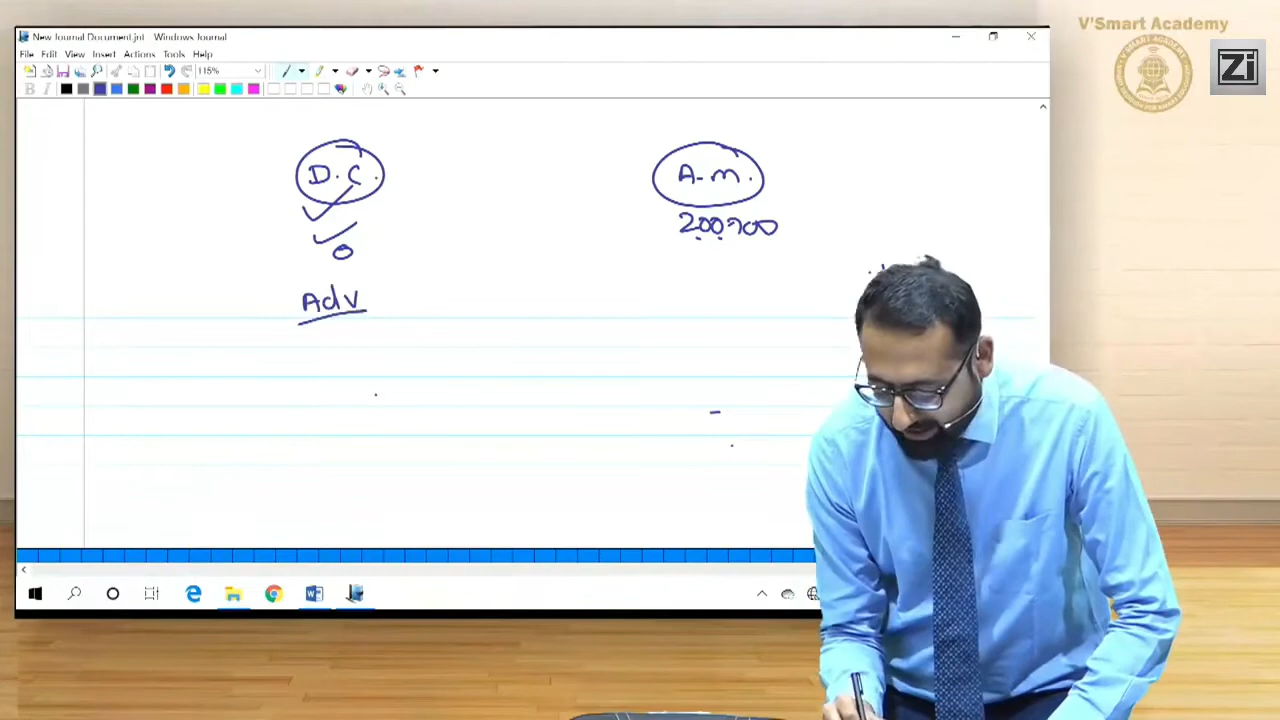 V'Smart Academy
Zi
New Journal Document.jnt - Windows Journal
File Edit View Insert Actions Tools Help
115%
B I
D.C.
A-m.
0
Adv